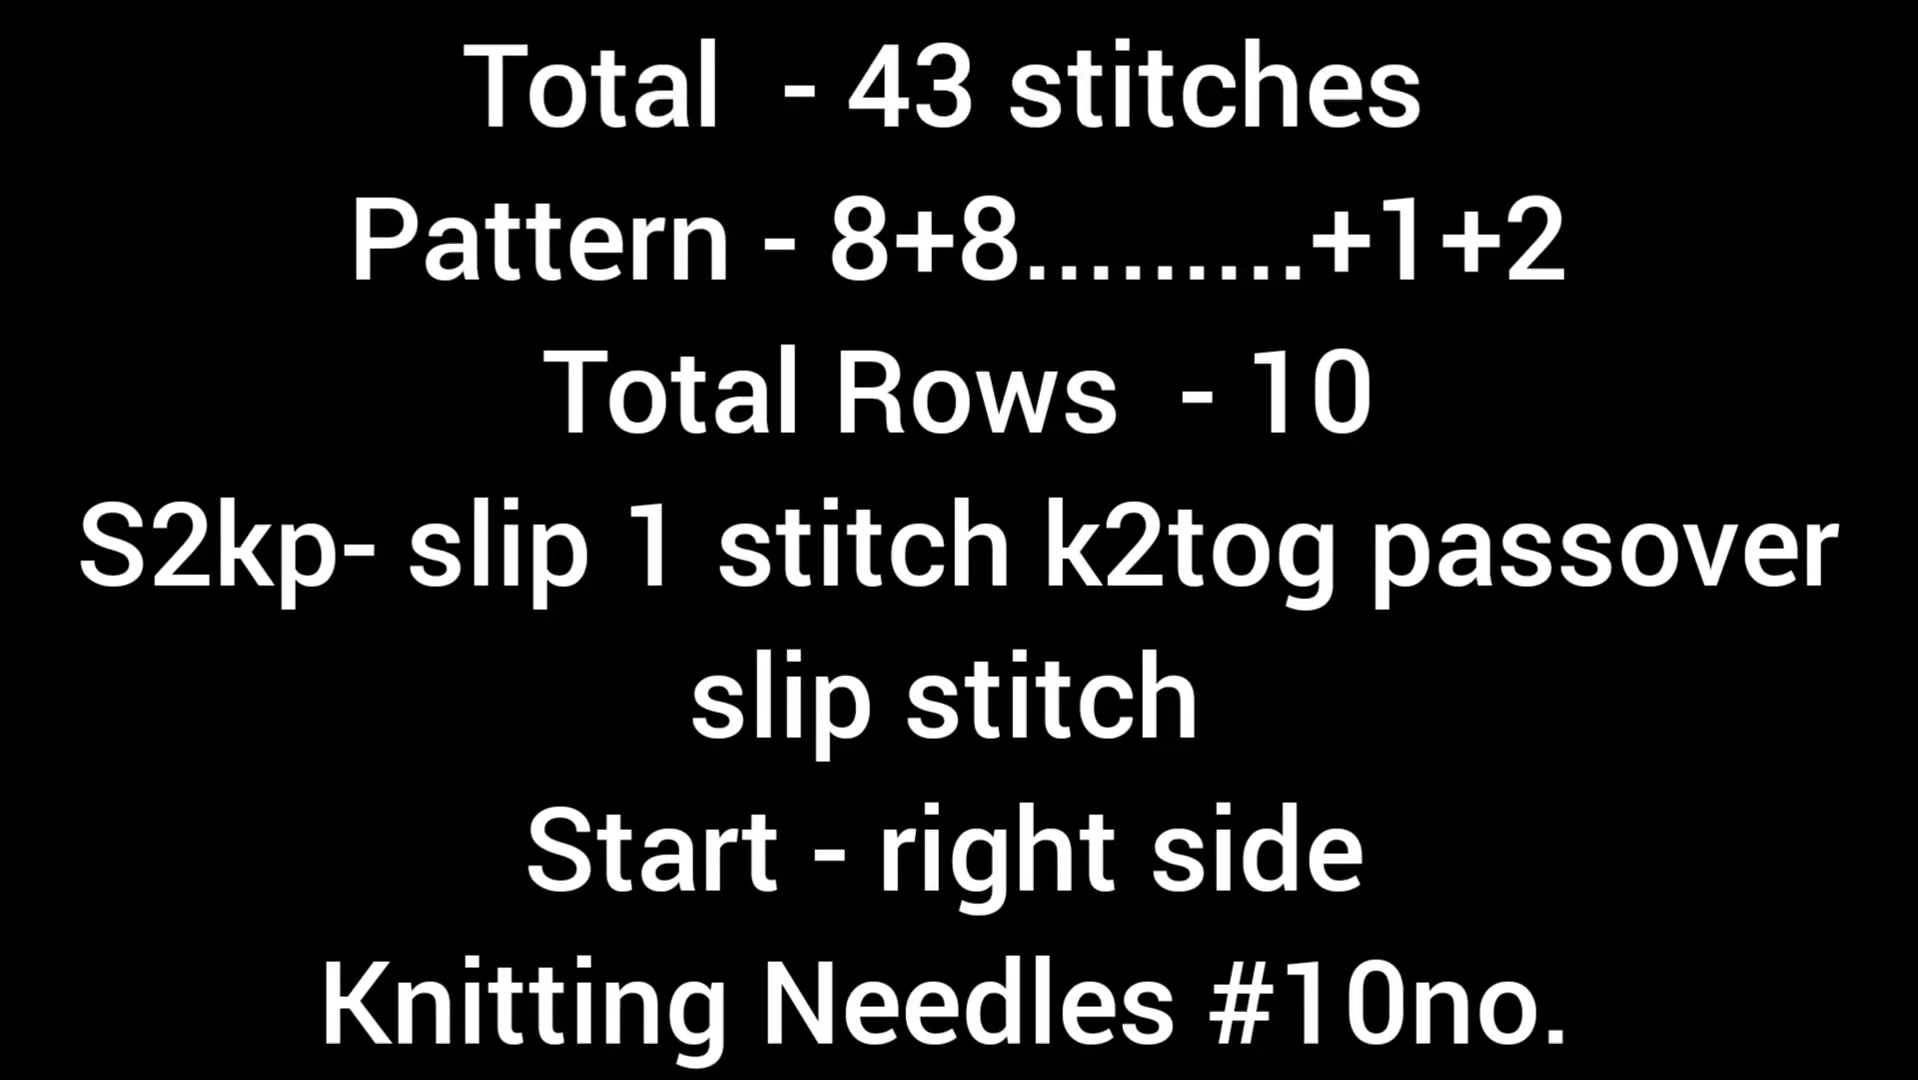 Total - 43 stitches
Pattern - 8+8.........+1+2
Total Rows - 10
S2kp- slip 1 stitch k2tog passover
slip stitch
Start - right side
Knitting Needles #10no.